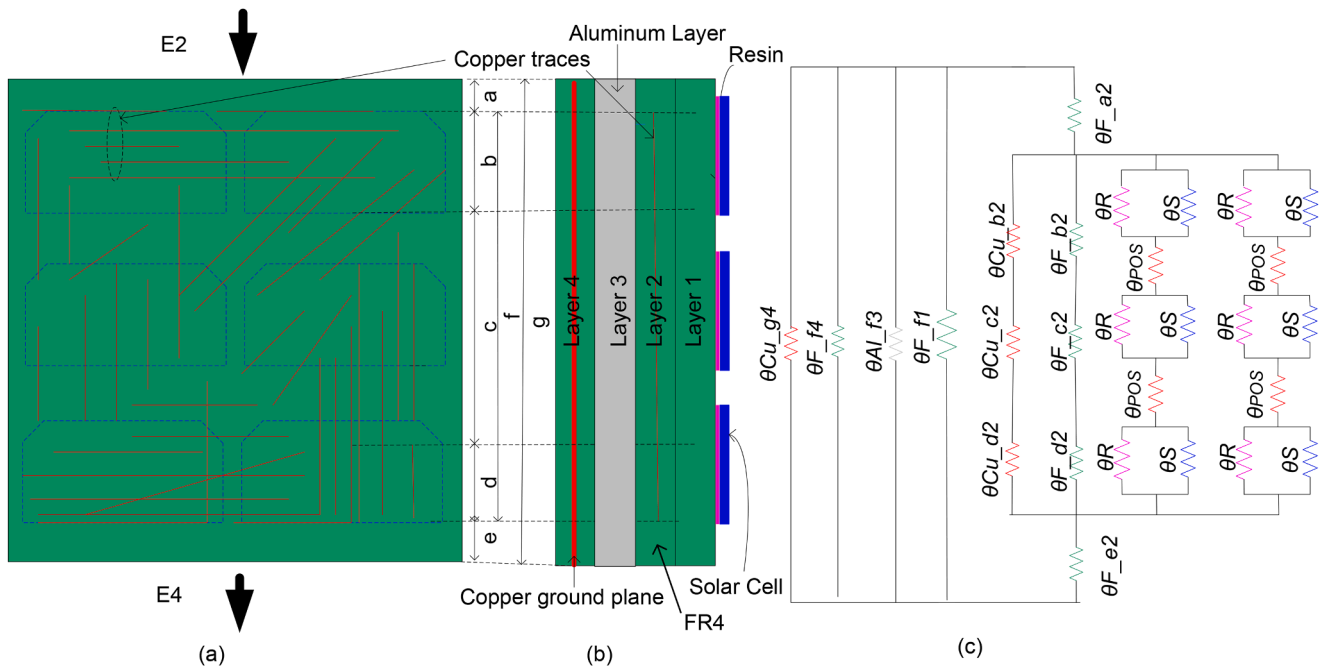 E2
Copper traces
Aluminum Layer
Resin
a
b
c
d
e
f
g
Layer 4
Layer 3
Layer 2
Layer 1
Solar Cell
Copper ground plane
FR4
E4
(a)
(b)
(c)
θCu_g4
θF_f4
θAl_f3
θF_f1
θF_a2
θCu_b2
θF_b2
θCu_c2
θF_c2
θCu_d2
θF_d2
θF_e2
θR
θS
θR
θS
θPOS
θPOS
θR
θS
θR
θS
θPOS
θPOS
θR
θS
θR
θS